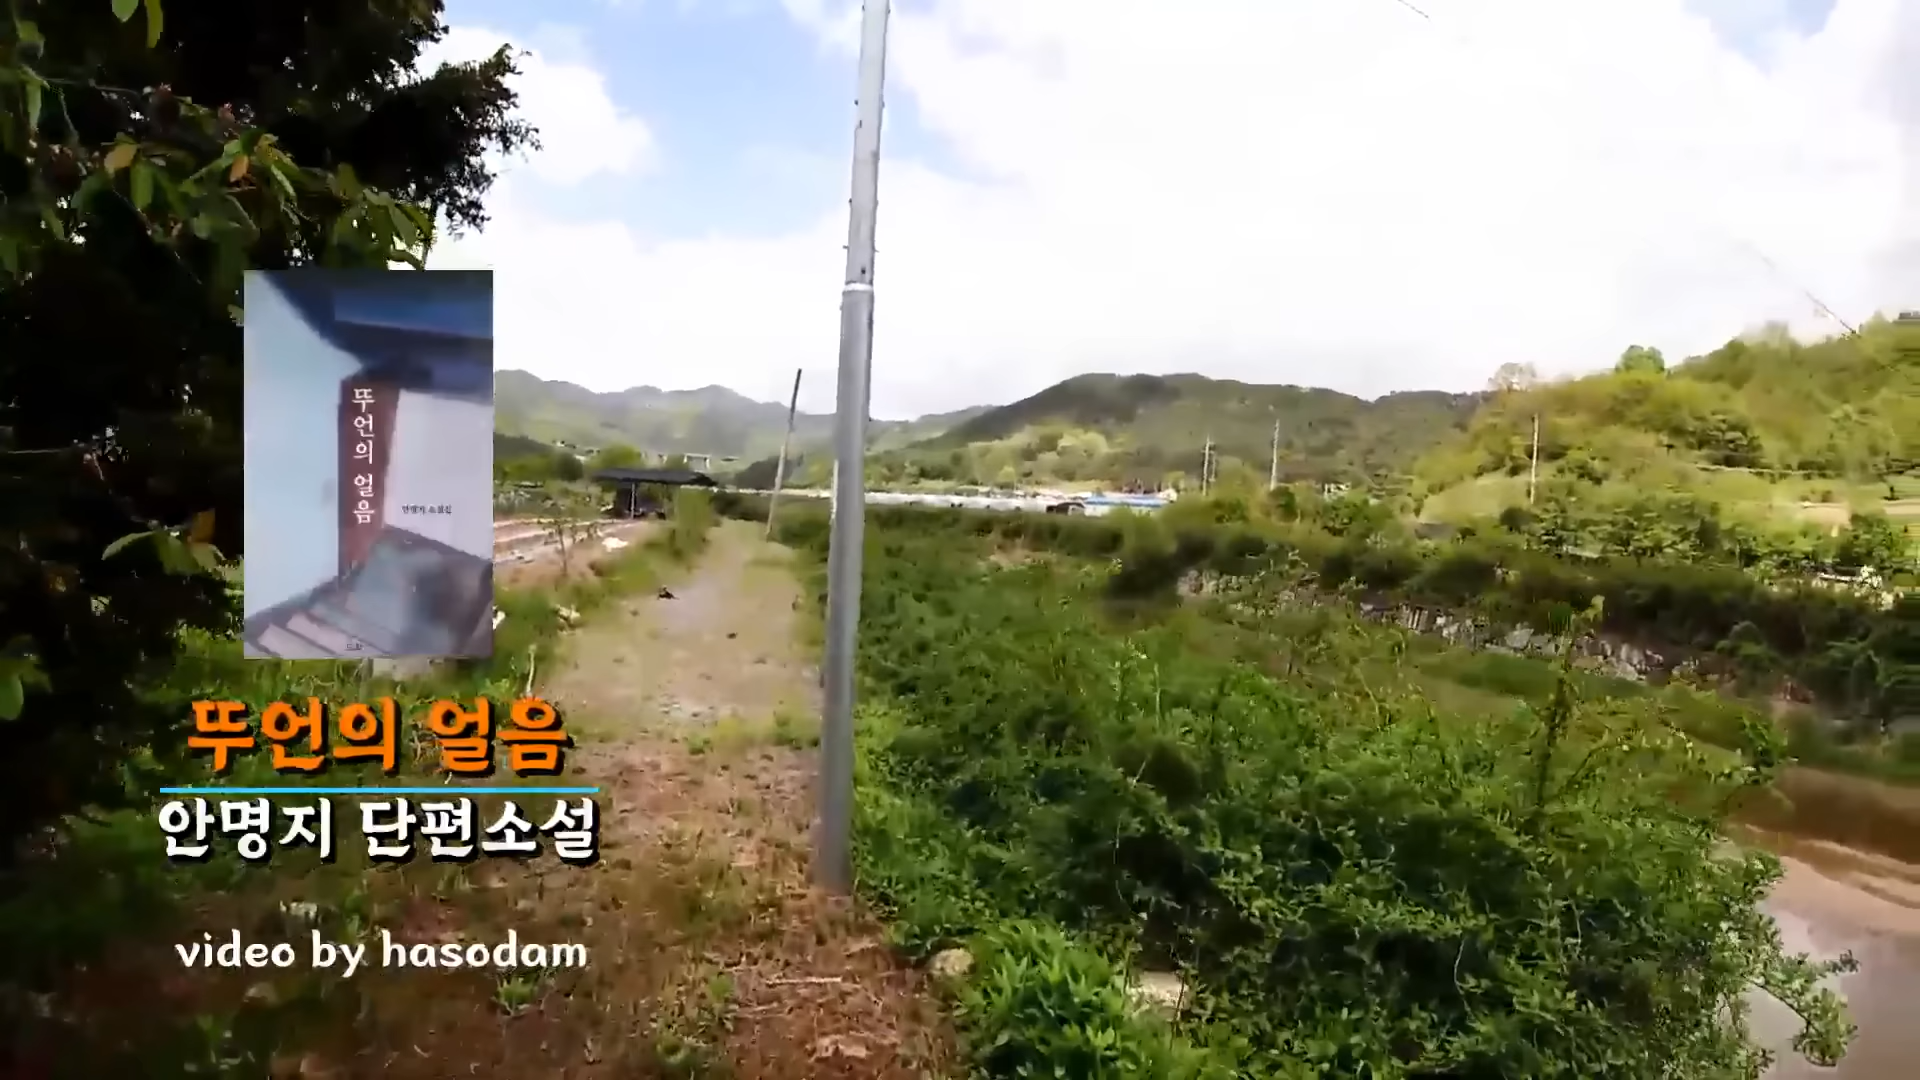 뚜언의 얼음
안명지 소설집
뚜언의 얼음
안명지 단편소설
video by hasodam